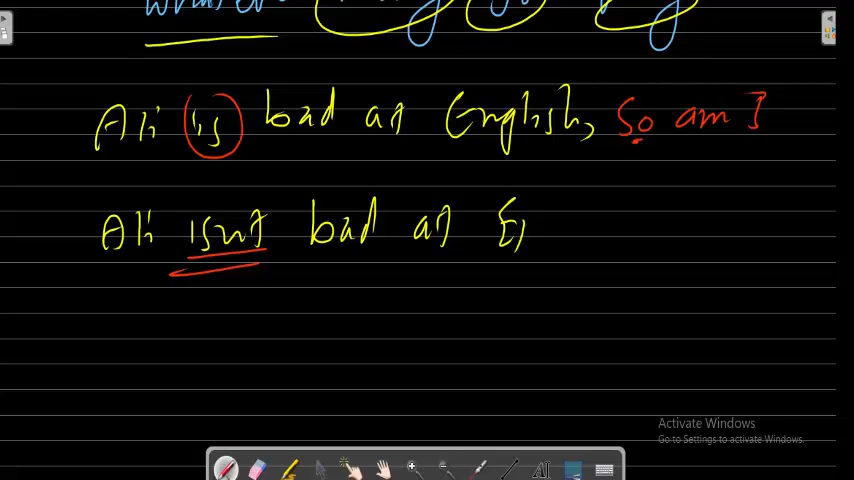 Ali is bad at English, So am I
Ali isn't bad at E
Activate Windows
Go to Settings to activate Windows.